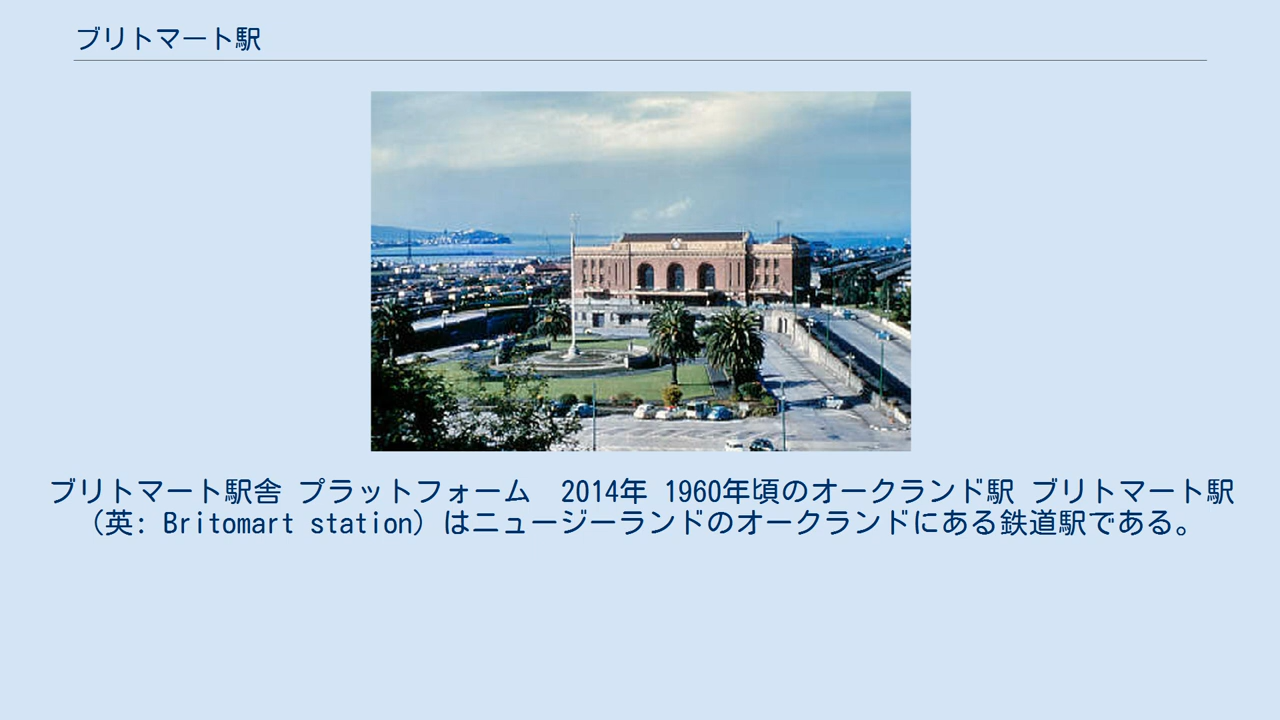 ブリトマート駅
ブリトマート駅舎 プラットフォーム　2014年 1960年頃のオークランド駅 ブリトマート駅
（英: Britomart station）はニュージーランドのオークランドにある鉄道駅である。